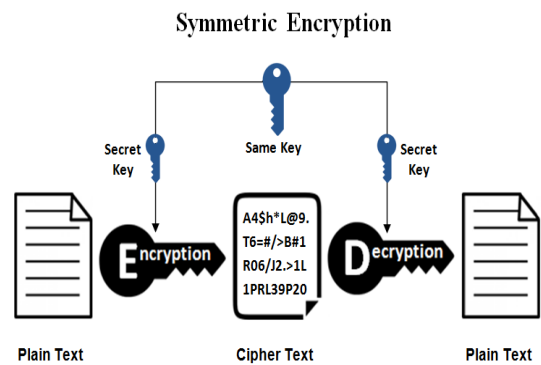 Symmetric Encryption
Secret
Key
Same Key
Secret
Key
A4$h*L@9.
T6=#/>B#1
R06/J2.>1L
1PRL39P20
Encryption
Decryption
Plain Text
Cipher Text
Plain Text